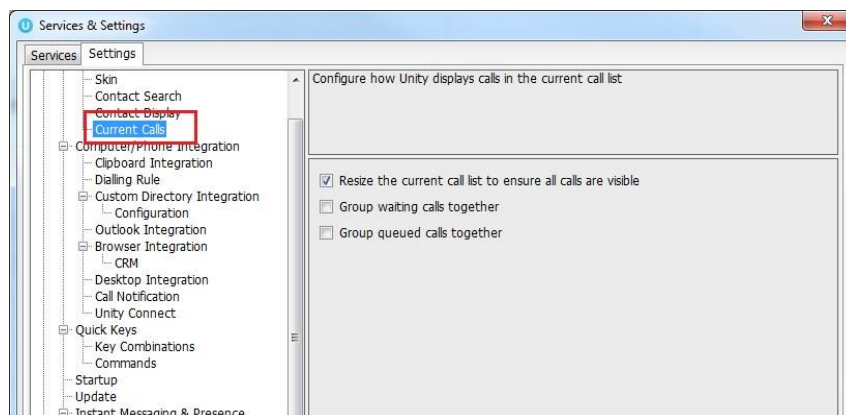 Services & Settings
Services Settings
Skin
Contact Search
Contact Display
Current Calls
Computer/Phone Integration
Clipboard Integration
Dialling Rule
Custom Directory Integration
Configuration
Outlook Integration
Browser Integration
CRM
Desktop Integration
Call Notification
Unity Connect
Quick Keys
Key Combinations
Commands
Startup
Update
Instant Messaging & Presence
Configure how Unity displays calls in the current call list
Resize the current call list to ensure all calls are visible
Group waiting calls together
Group queued calls together